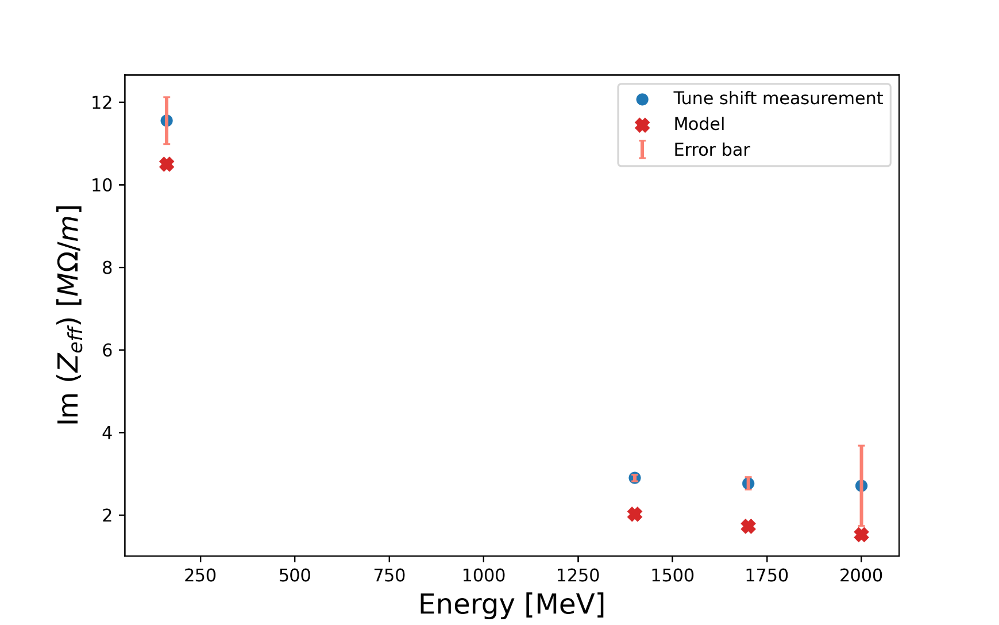 Tune shift measurement
Model
Error bar
12
10
8
6
4
2
Im (Z_eff) [MΩ/m]
250 500 750 1000 1250 1500 1750 2000
Energy [MeV]